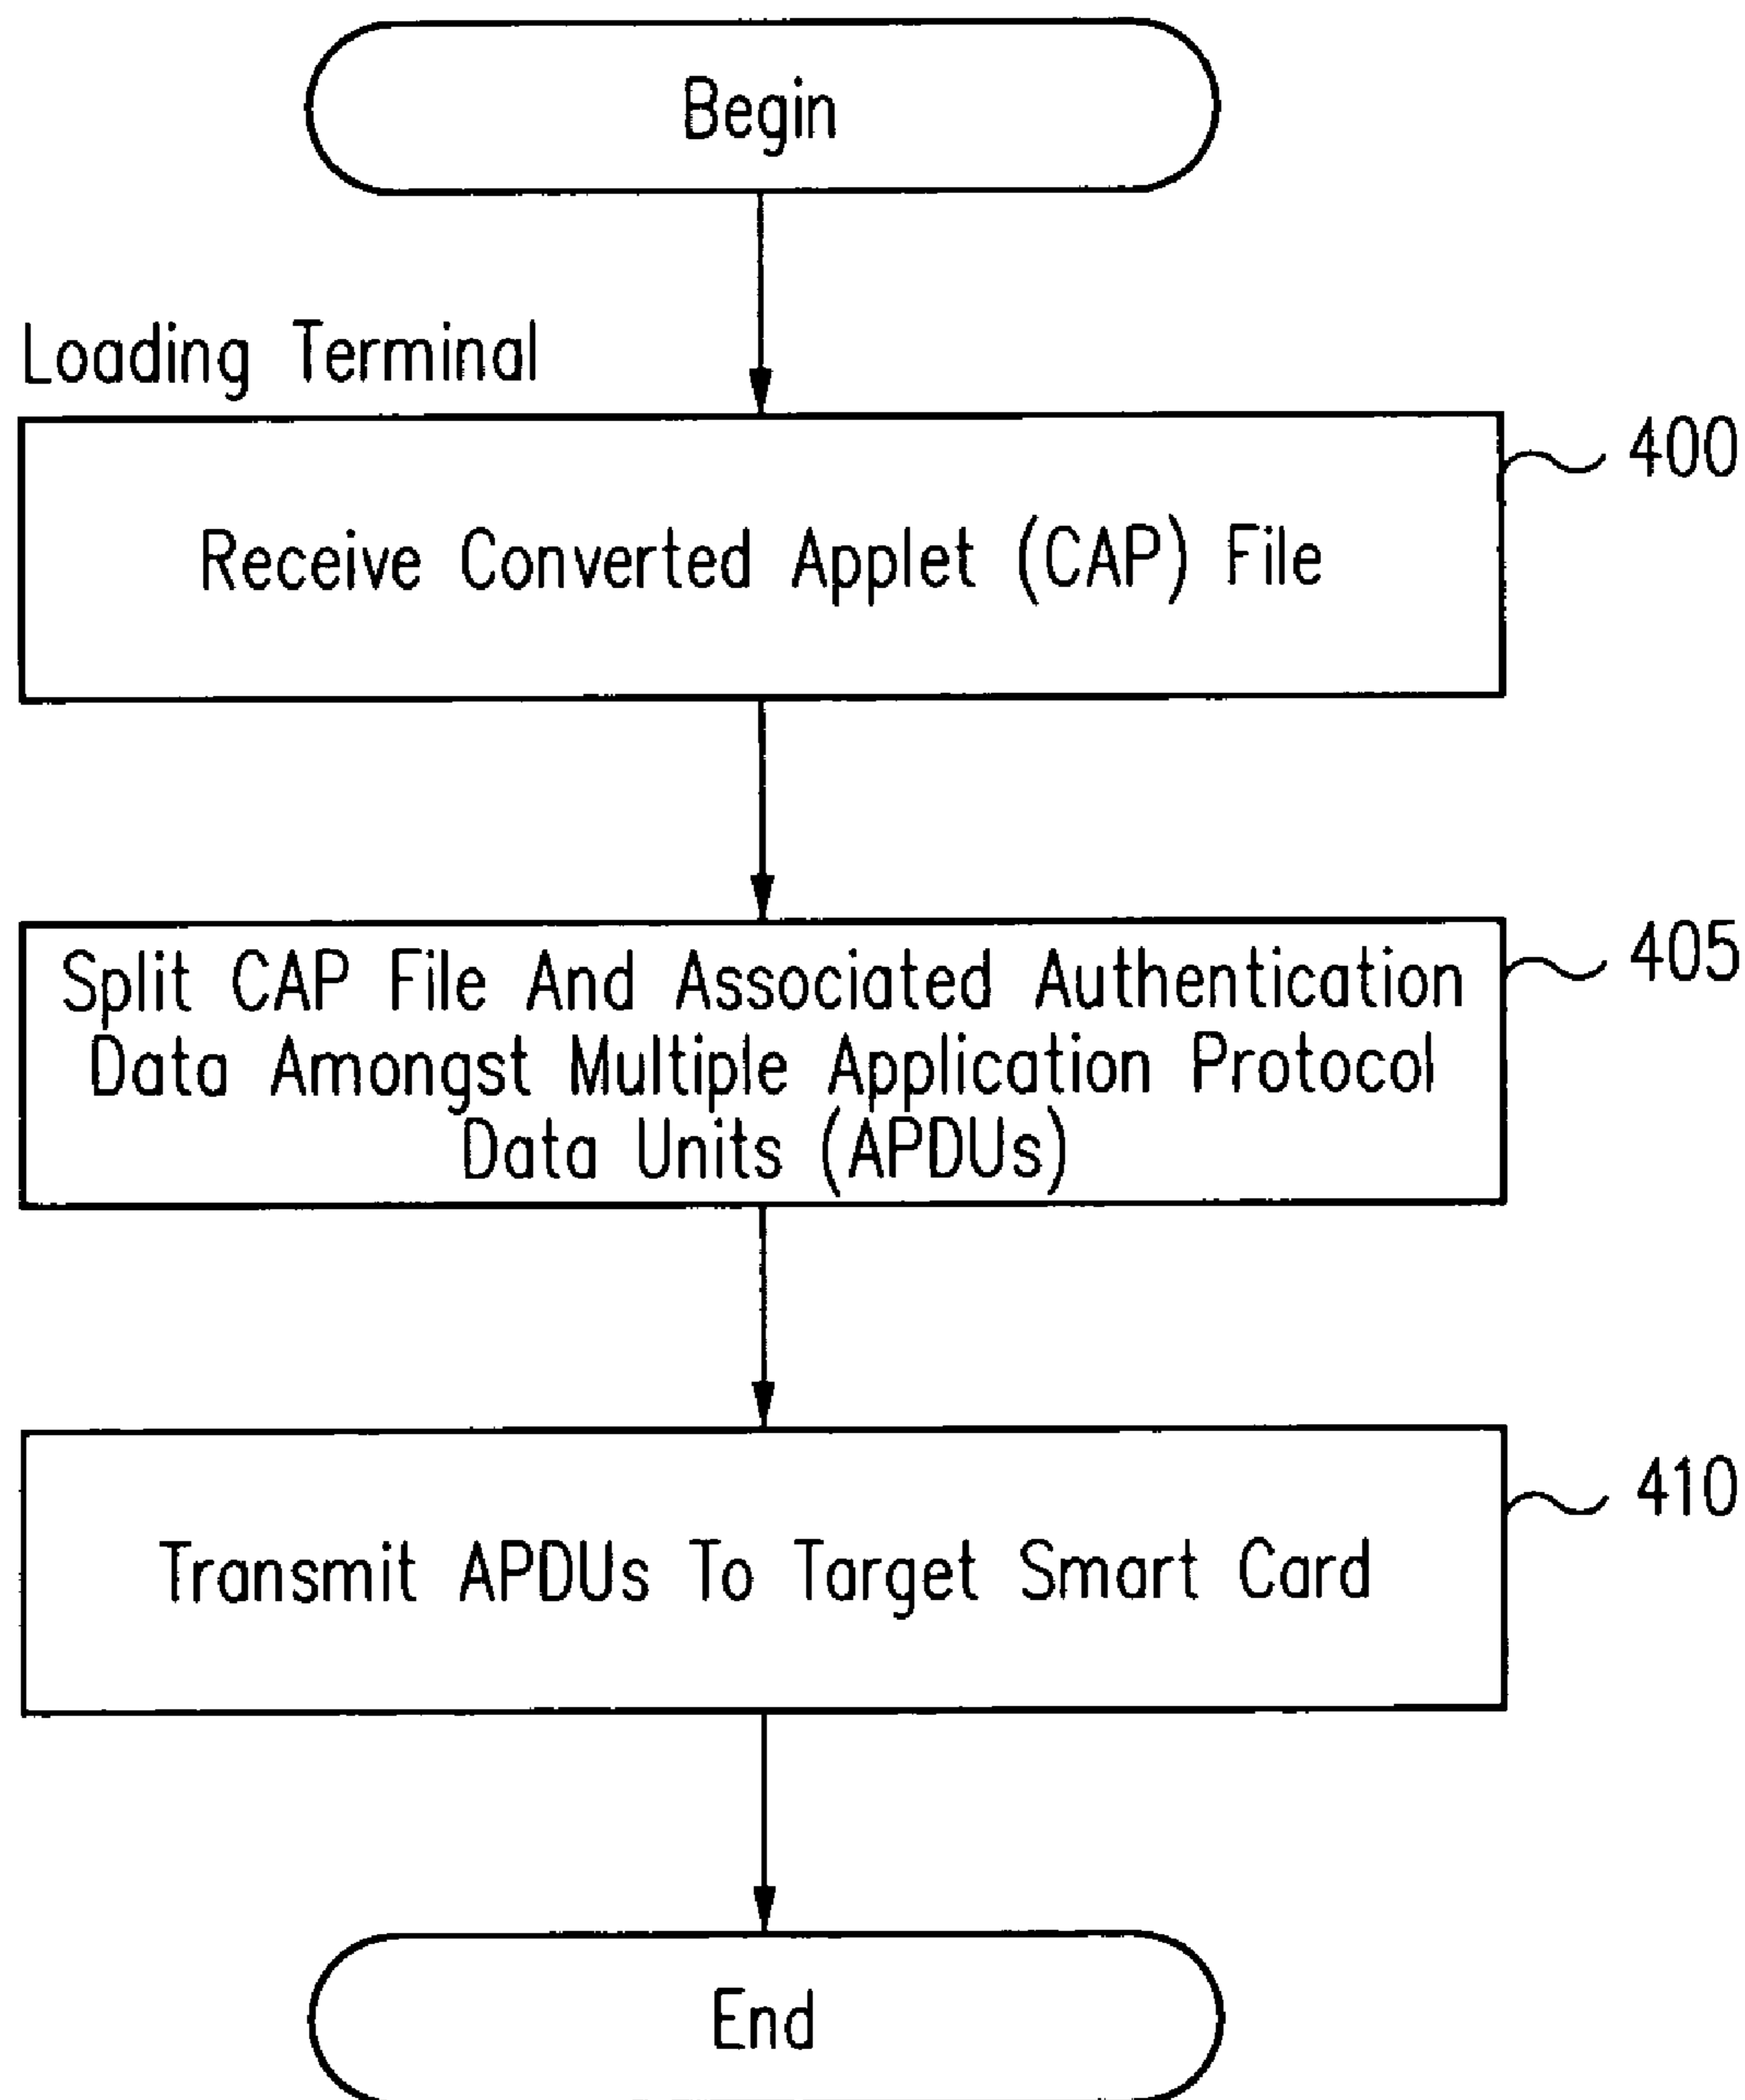 Begin
Loading Terminal
400
Receive Converted Applet (CAP) File
405
Split CAP File And Associated Authentication
Data Amongst Multiple Application Protocol
Data Units (APDUs)
410
Transmit APDUs To Target Smart Card
End